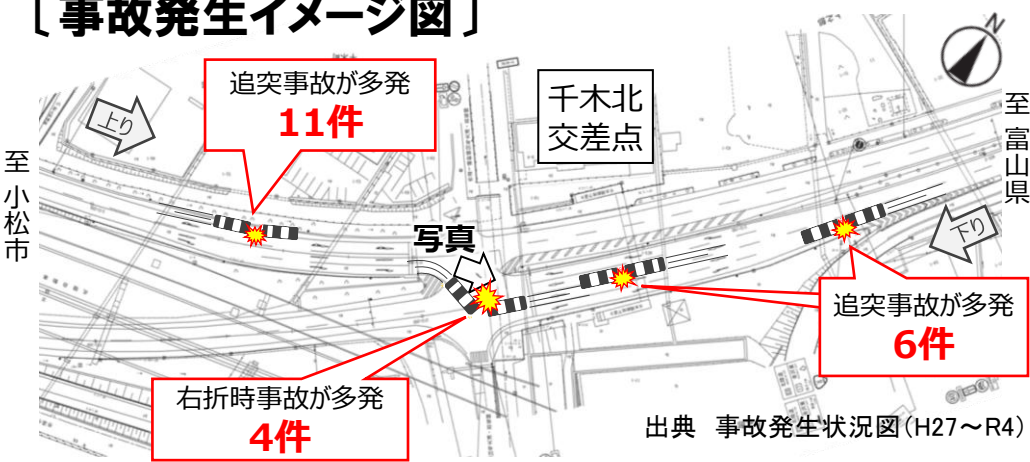 ［事故発生イメージ図］
N
上り
追突事故が多発
11件
千木北
交差点
至 小松市
至 富山県
写真
下り
追突事故が多発
6件
右折時事故が多発
4件
出典　事故発生状況図（H27～R4）